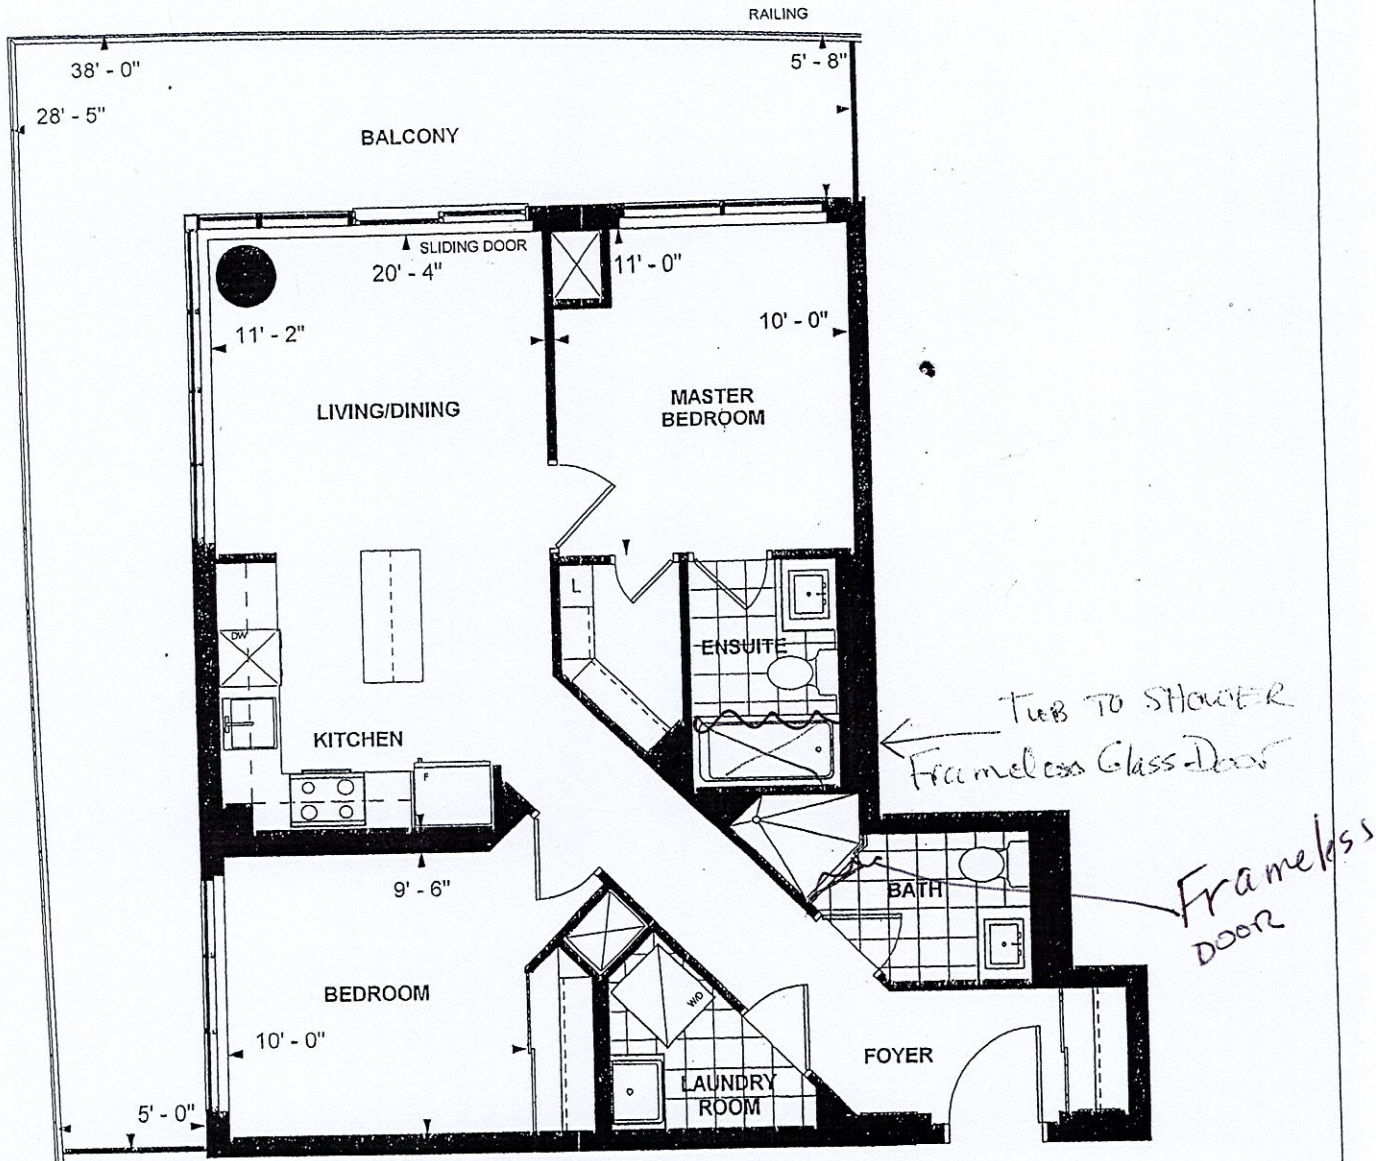 RAILING
38' - 0"
5' - 8"
28' - 5"
BALCONY
SLIDING DOOR
20' - 4"
11' - 0"
11' - 2"
10' - 0"
LIVING/DINING
MASTER
BEDROOM
L
DW
ENSUITE
TUB TO SHOWER
Frameless Glass Door
KITCHEN
F
9' - 6"
BATH
Frameless
DOOR
BEDROOM
W/D
10' - 0"
FOYER
LAUNDRY
ROOM
5' - 0"